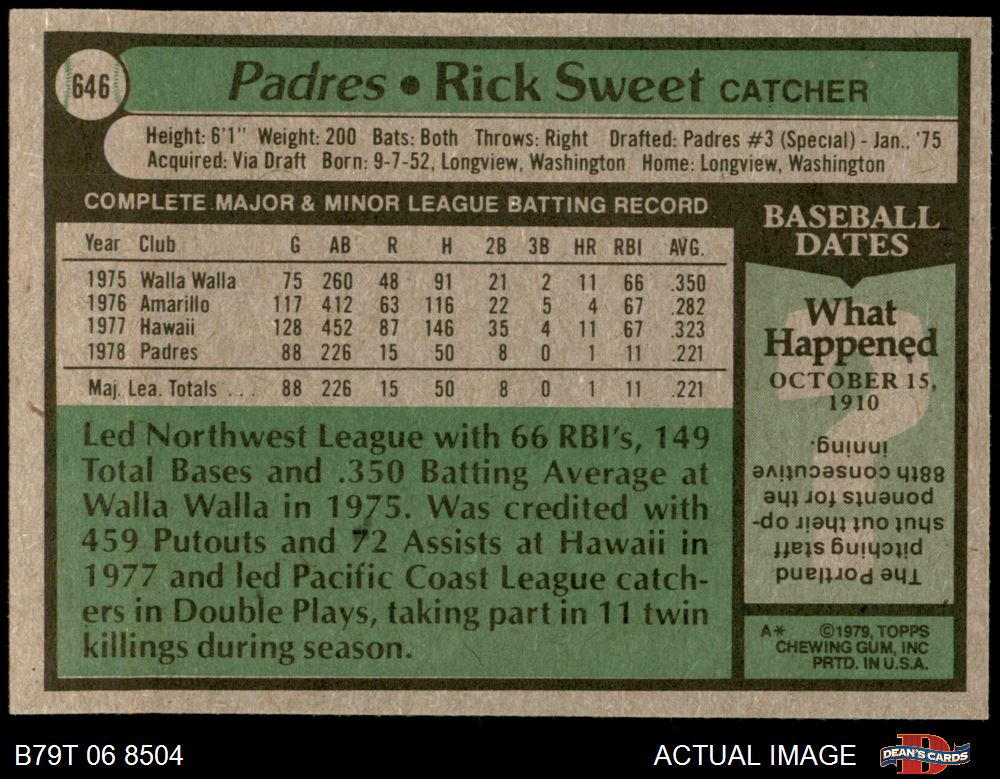 646
Padres • Rick Sweet CATCHER
Height: 6'1" Weight: 200 Bats: Both Throws: Right Drafted: Padres #3 (Special) - Jan., '75
Acquired: Via Draft Born: 9-7-52, Longview, Washington Home: Longview, Washington
COMPLETE MAJOR & MINOR LEAGUE BATTING RECORD
Year Club G AB R H 2B 3B HR RBI AVG.
1975 Walla Walla 75 260 48 91 21 2 11 66 .350
1976 Amarillo 117 412 63 116 22 5 4 67 .282
1977 Hawaii 128 452 87 146 35 4 11 67 .323
1978 Padres 88 226 15 50 8 0 1 11 .221
Maj. Lea. Totals . . . 88 226 15 50 8 0 1 11 .221
Led Northwest League with 66 RBI's, 149
Total Bases and .350 Batting Average at
Walla Walla in 1975. Was credited with
459 Putouts and 72 Assists at Hawaii in
1977 and led Pacific Coast League catch-
ers in Double Plays, taking part in 11 twin
killings during season.
BASEBALL
DATES
What
Happened
OCTOBER 15,
1910
The Portland
pitching staff
shut out their op-
ponents for the
88th consecutive
inning.
A* ©1979, TOPPS
CHEWING GUM, INC
PRTD. IN U.S.A.
B79T 06 8504
ACTUAL IMAGE
DEAN'S CARDS